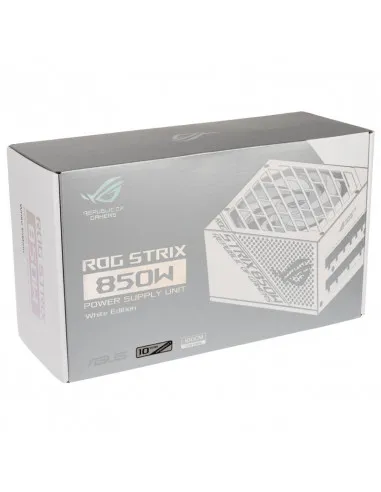 REPUBLIC OF
GAMERS
ROG STRIX
850W
POWER SUPPLY UNIT
White Edition
ASUS
10